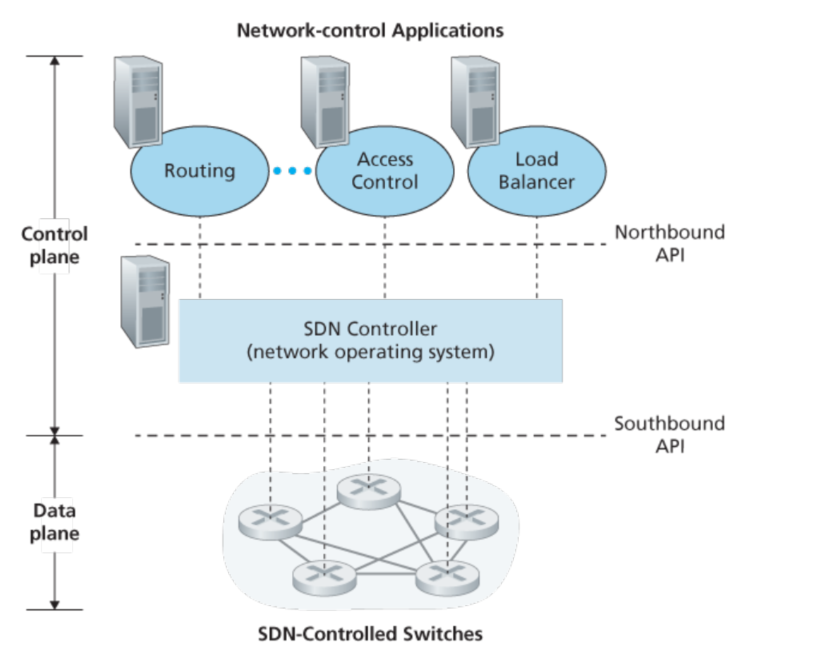 Network-control Applications
Routing
Access
Control
Load
Balancer
Control
plane
Northbound
API
SDN Controller
(network operating system)
Southbound
API
Data
plane
SDN-Controlled Switches